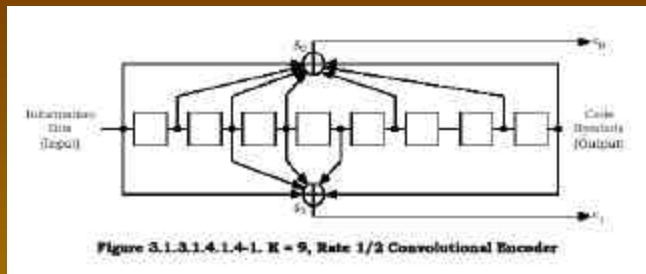 g0
c0
Information
Bits
(Input)
Code
Symbols
(Output)
g1
c1
Figure 3.1.3.1.4.1.4-1. K = 9, Rate 1/2 Convolutional Encoder